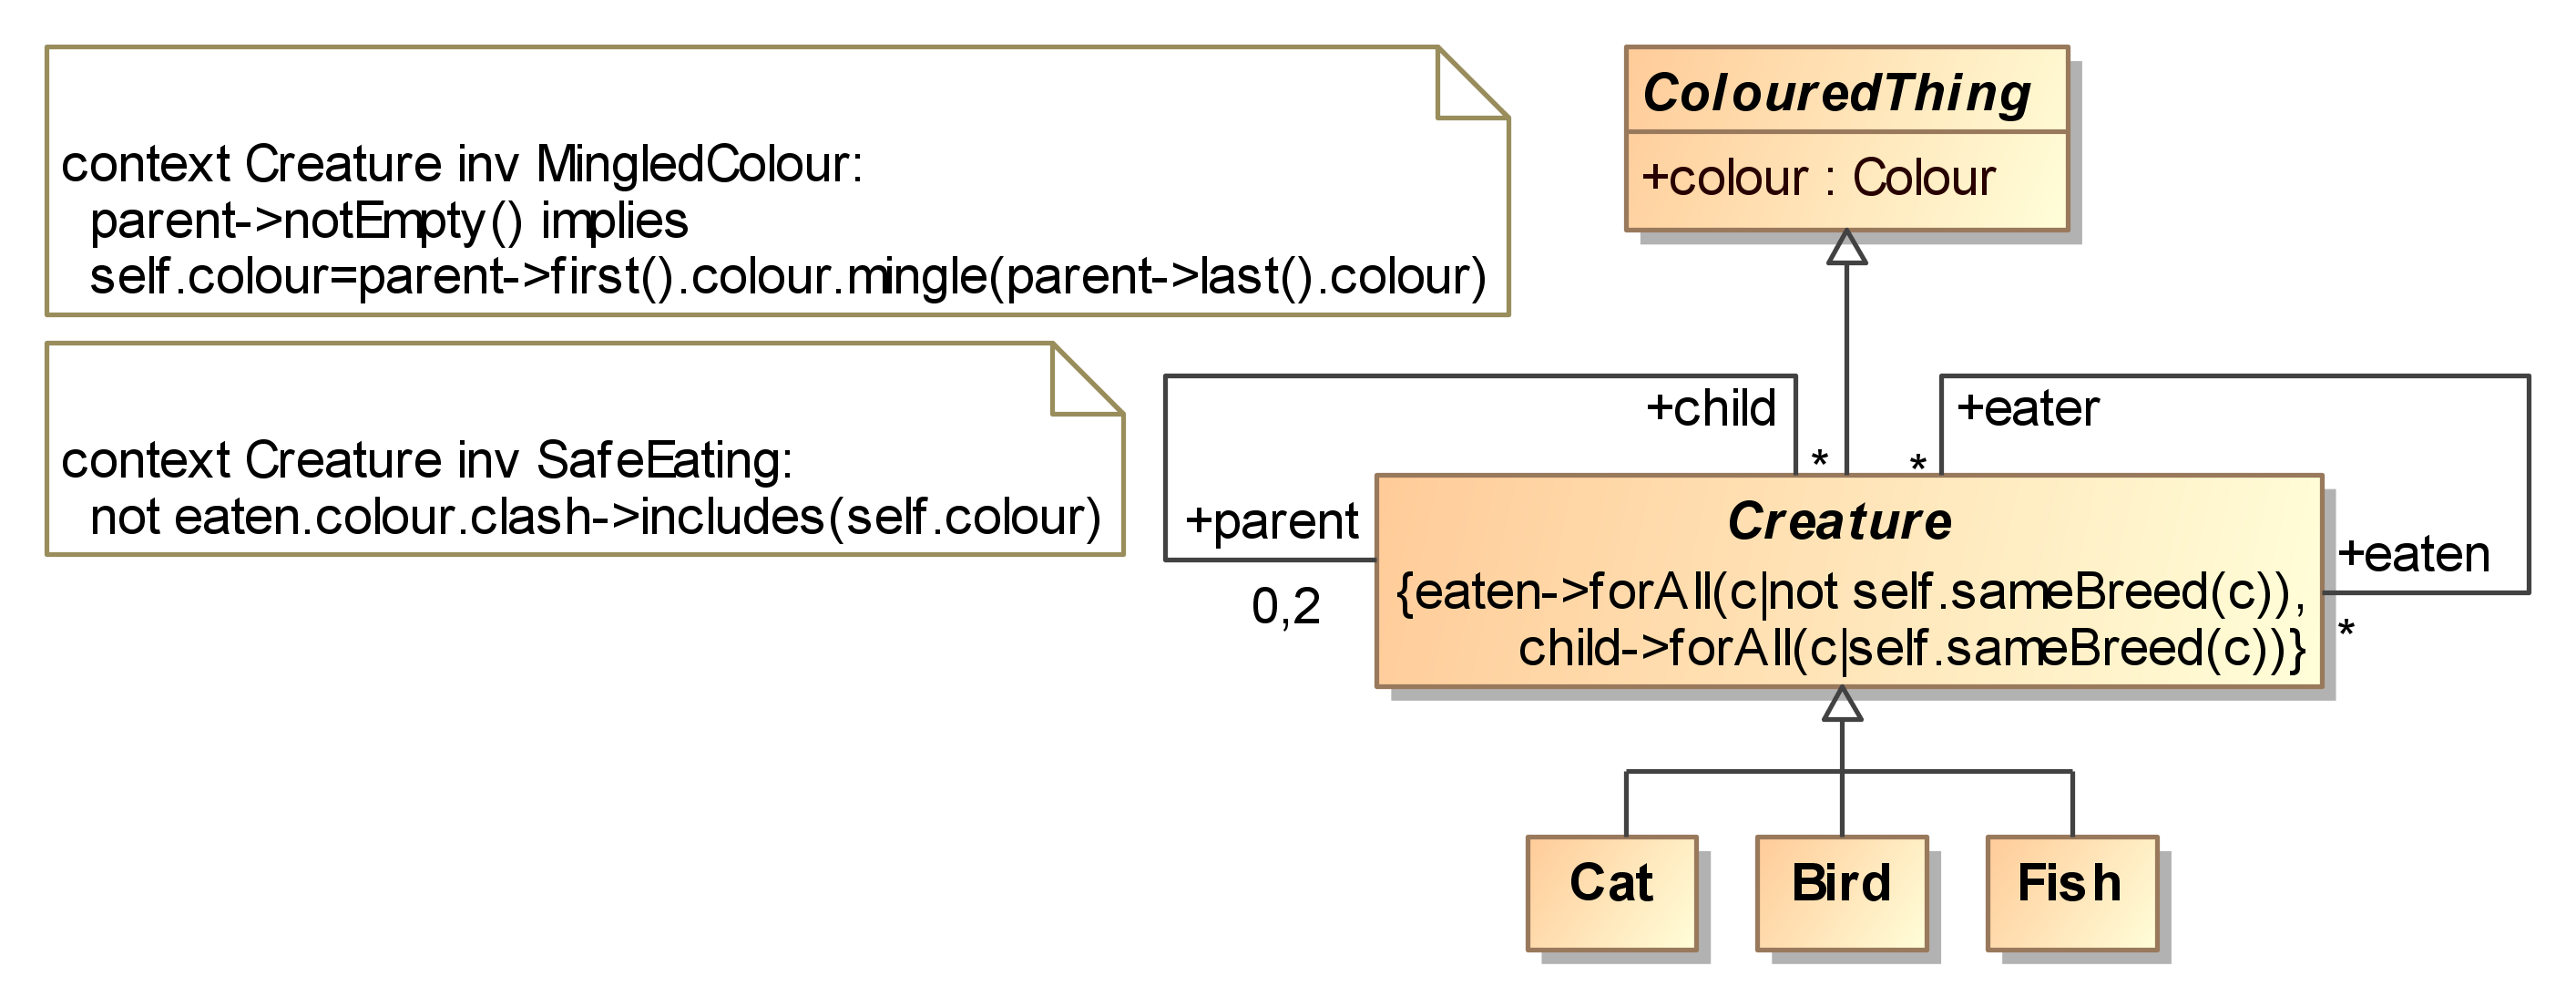 context Creature inv MingledColour:
parent->notEmpty() implies
self.colour=parent->first().colour.mingle(parent->last().colour)
context Creature inv SafeEating:
not eaten.colour.clash->includes(self.colour)
ColouredThing
+colour : Colour
+child
*
+eater
*
+parent
0,2
Creature
{eaten->forAll(c|not self.sameBreed(c)),
child->forAll(c|self.sameBreed(c))}
+eaten
*
Cat
Bird
Fish